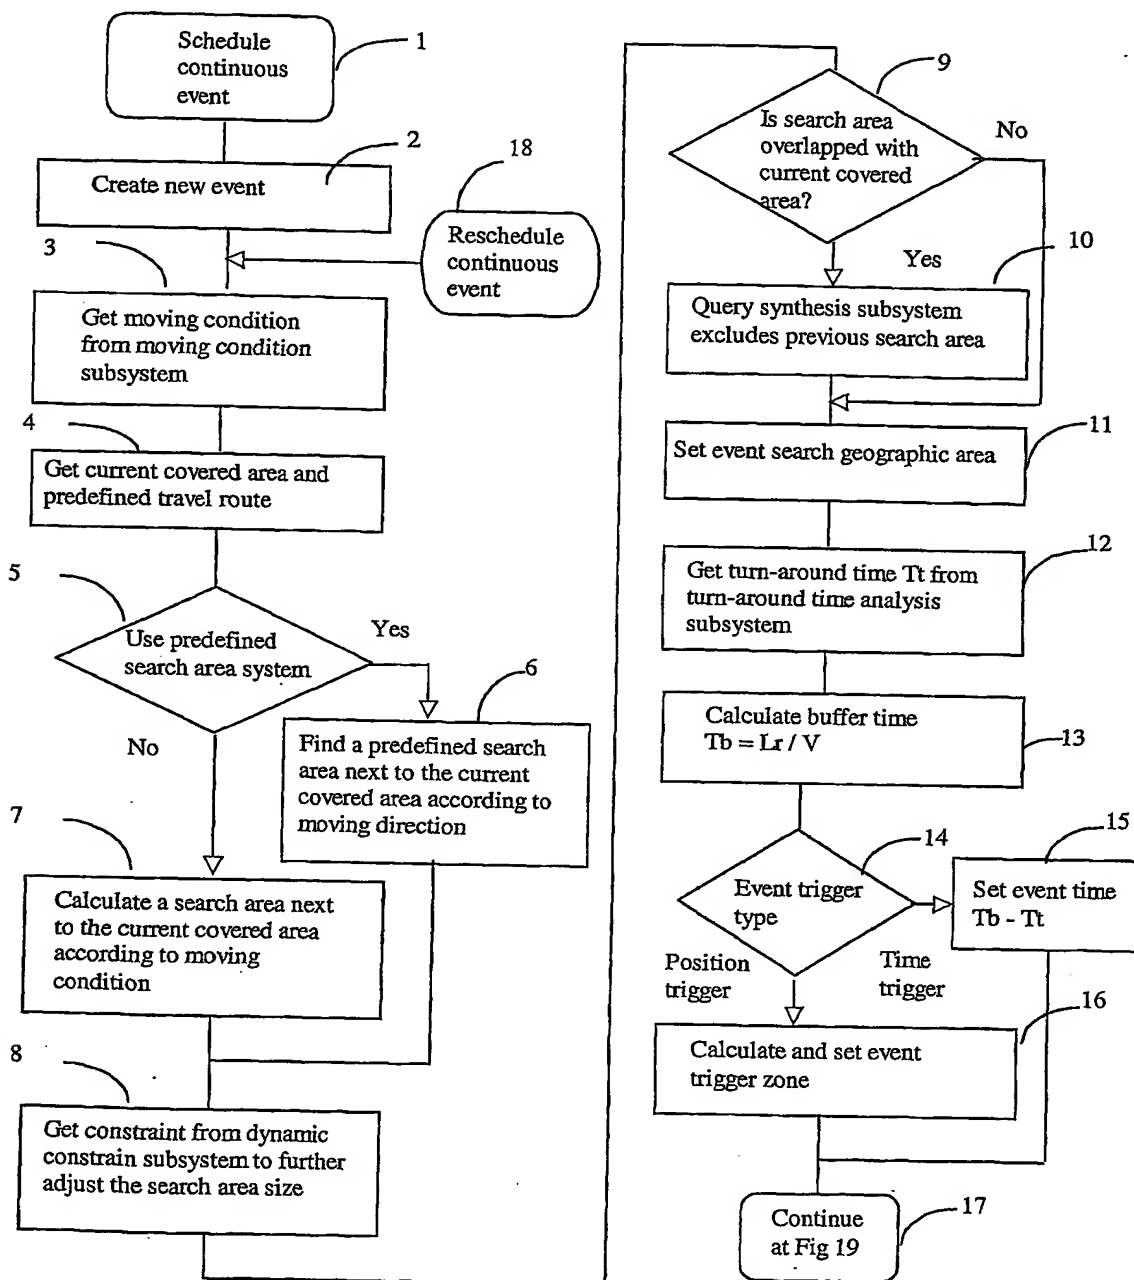 1
Schedule
continuous
event
2
Create new event
18
Reschedule
continuous
event
3
Get moving condition
from moving condition
subsystem
4
Get current covered area and
predefined travel route
5
Use predefined
search area system
Yes
No
6
Find a predefined search
area next to the current
covered area according to
moving direction
7
Calculate a search area next
to the current covered area
according to moving
condition
8
Get constraint from dynamic
constrain subsystem to further
adjust the search area size
9
Is search area
overlapped with
current covered
area?
No
Yes
10
Query synthesis subsystem
excludes previous search area
11
Set event search geographic area
12
Get turn-around time Tt from
turn-around time analysis
subsystem
13
Calculate buffer time
Tb = Lr / V
14
Event trigger
type
15
Set event time
Tb - Tt
Position
trigger
Time
trigger
16
Calculate and set event
trigger zone
17
Continue
at Fig 19